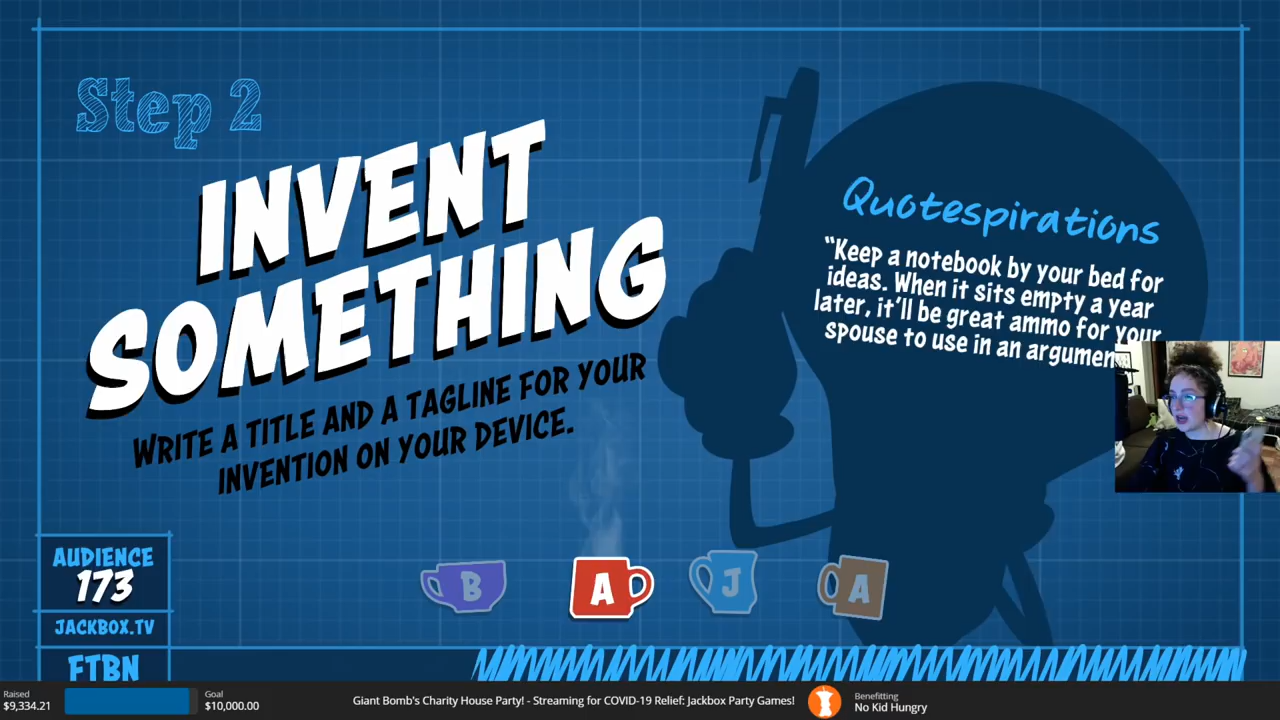 Step 2
INVENT
SOMETHING
WRITE A TITLE AND A TAGLINE FOR YOUR
INVENTION ON YOUR DEVICE.
Quotespirations
"Keep a notebook by your bed for
ideas. When it sits empty a year
later, it'll be great ammo for your
spouse to use in an
B
A
J
A
AUDIENCE
173
JACKBOX.TV
FTBN
Raised
$9,334.21
Goal
$10,000.00
Giant Bomb's Charity House Party! - Streaming for COVID-19 Relief: Jackbox Party Games!
Benefitting
No Kid Hungry